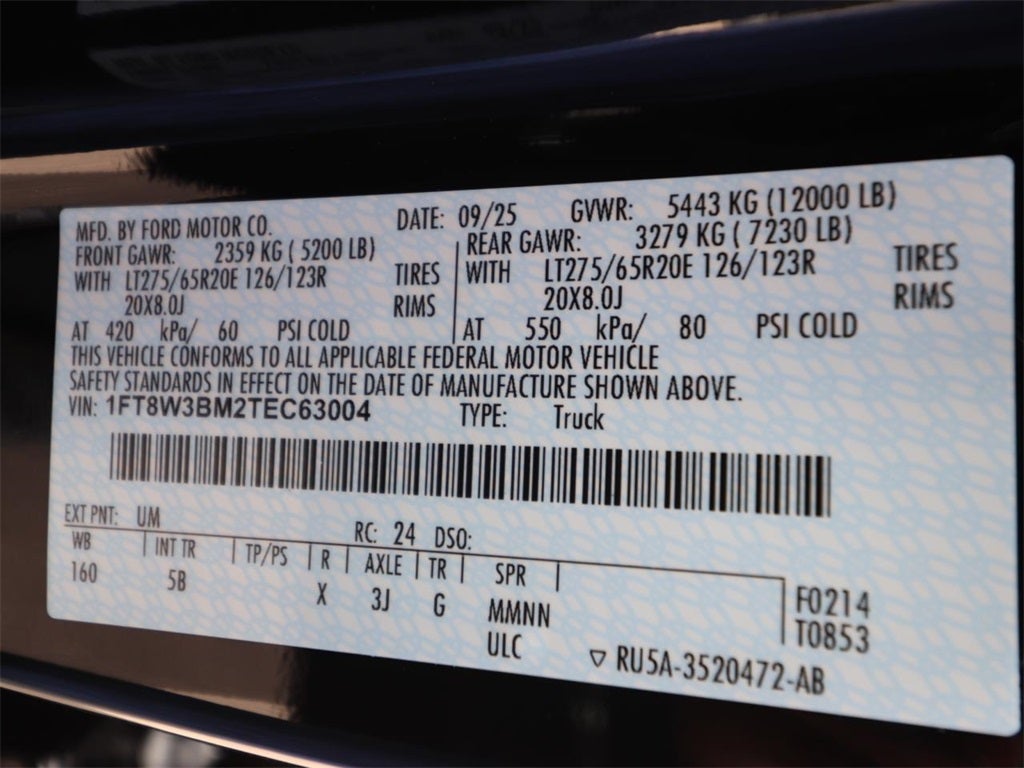 MFD. BY FORD MOTOR CO. DATE: 09/25 GVWR: 5443 KG (12000 LB)
FRONT GAWR: 2359 KG ( 5200 LB) REAR GAWR: 3279 KG ( 7230 LB)
WITH LT275/65R20E 126/123R TIRES WITH LT275/65R20E 126/123R TIRES
20X8.0J RIMS 20X8.0J RIMS
AT 420 kPa/ 60 PSI COLD AT 550 kPa/ 80 PSI COLD
THIS VEHICLE CONFORMS TO ALL APPLICABLE FEDERAL MOTOR VEHICLE
SAFETY STANDARDS IN EFFECT ON THE DATE OF MANUFACTURE SHOWN ABOVE.
VIN: 1FT8W3BM2TEC63004 TYPE: Truck
EXT PNT: UM RC: 24 DSO:
WB INT TR TP/PS R AXLE TR SPR
160 5B X 3J G MMNN F0214
ULC T0853
▽ RU5A-3520472-AB